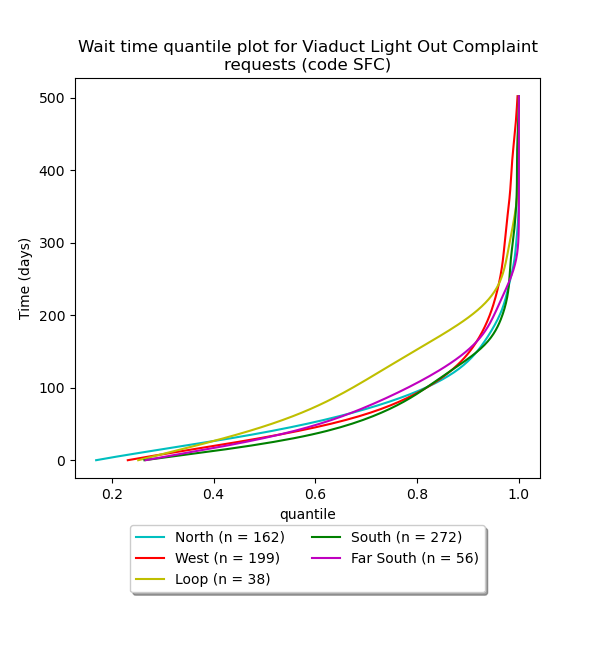 Wait time quantile plot for Viaduct Light Out Complaint
requests (code SFC)
500
400
300
200
100
0
Time (days)
0.2 0.4 0.6 0.8 1.0
quantile
North (n = 162) South (n = 272)
West (n = 199) Far South (n = 56)
Loop (n = 38)